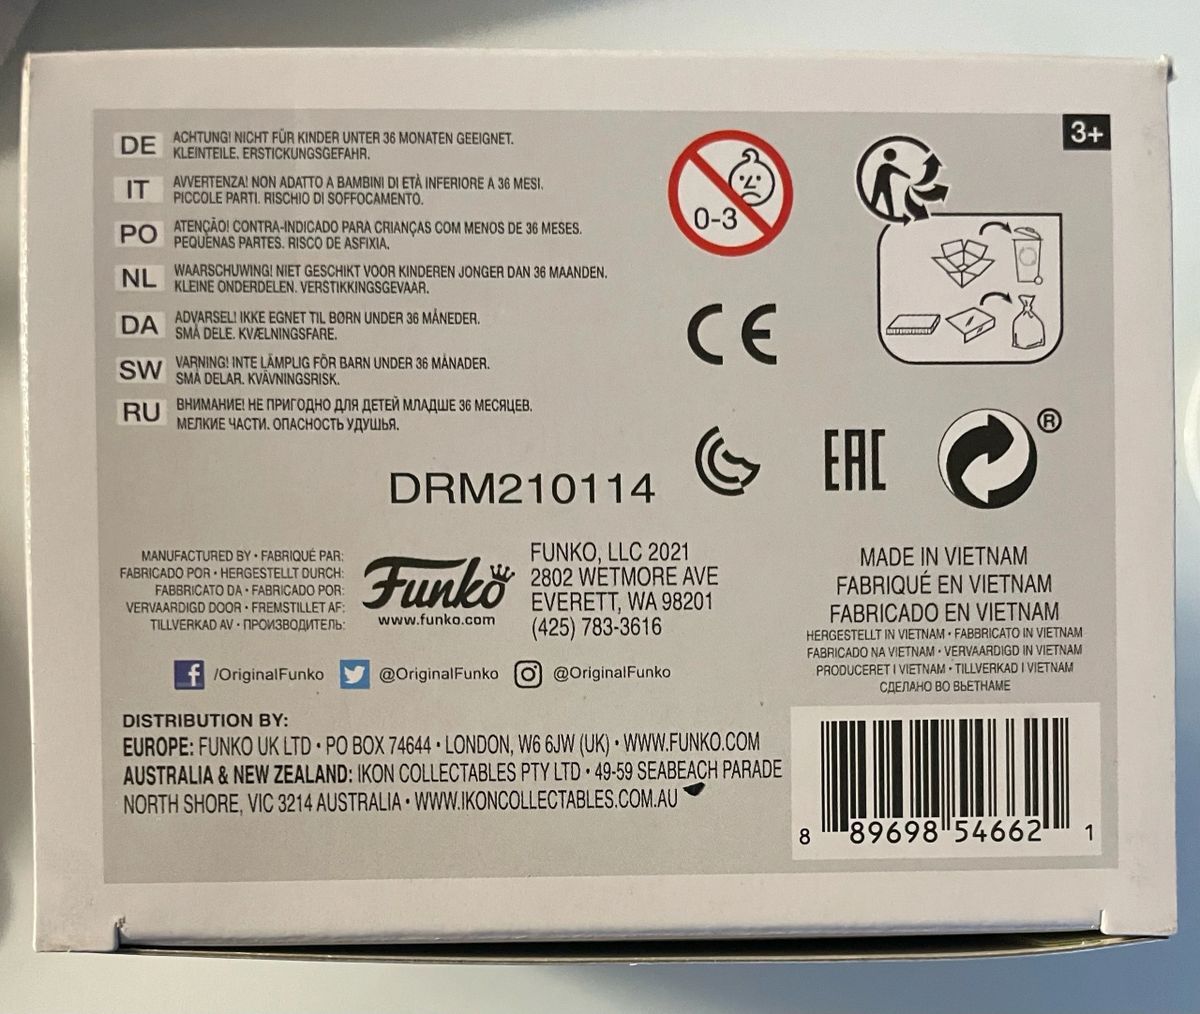 3+
DE
ACHTUNG! NICHT FÜR KINDER UNTER 36 MONATEN GEEIGNET.
KLEINTEILE. ERSTICKUNGSGEFAHR.
IT
AVVERTENZA! NON ADATTO A BAMBINI DI ETÀ INFERIORE A 36 MESI.
PICCOLE PARTI. RISCHIO DI SOFFOCAMENTO.
PO
ATENÇÃO! CONTRA-INDICADO PARA CRIANÇAS COM MENOS DE 36 MESES.
PEQUENAS PARTES. RISCO DE ASFIXIA.
NL
WAARSCHUWING! NIET GESCHIKT VOOR KINDEREN JONGER DAN 36 MAANDEN.
KLEINE ONDERDELEN. VERSTIKKINGSGEVAAR.
DA
ADVARSEL! IKKE EGNET TIL BØRN UNDER 36 MÅNEDER.
SMÅ DELE. KVÆLNINGSFARE.
SW
VARNING! INTE LÄMPLIG FÖR BARN UNDER 36 MÅNADER.
SMÅ DELAR. KVÄVNINGSRISK.
RU
ВНИМАНИЕ! НЕ ПРИГОДНО ДЛЯ ДЕТЕЙ МЛАДШЕ 36 МЕСЯЦЕВ.
МЕЛКИЕ ЧАСТИ. ОПАСНОСТЬ УДУШЬЯ.
0-3
CE
EAC
®
DRM210114
MANUFACTURED BY • FABRIQUÉ PAR:
FABRICADO POR • HERGESTELLT DURCH:
FABBRICATO DA • FABRICADO POR:
VERVAARDIGD DOOR • FREMSTILLET AF:
TILLVERKAD AV • ПРОИЗВОДИТЕЛЬ:
Funko
www.funko.com
FUNKO, LLC 2021
2802 WETMORE AVE
EVERETT, WA 98201
(425) 783-3616
MADE IN VIETNAM
FABRIQUÉ EN VIETNAM
FABRICADO EN VIETNAM
HERGESTELLT IN VIETNAM • FABBRICATO IN VIETNAM
FABRICADO NA VIETNAM • VERVAARDIGD IN VIETNAM
PRODUCERET I VIETNAM • TILLVERKAD I VIETNAM
СДЕЛАНО ВО ВЬЕТНАМЕ
f /OriginalFunko @OriginalFunko @OriginalFunko
DISTRIBUTION BY:
EUROPE: FUNKO UK LTD • PO BOX 74644 • LONDON, W6 6JW (UK) • WWW.FUNKO.COM
AUSTRALIA & NEW ZEALAND: IKON COLLECTABLES PTY LTD • 49-59 SEABEACH PARADE
NORTH SHORE, VIC 3214 AUSTRALIA • WWW.IKONCOLLECTABLES.COM.AU
8 89698 54662 1